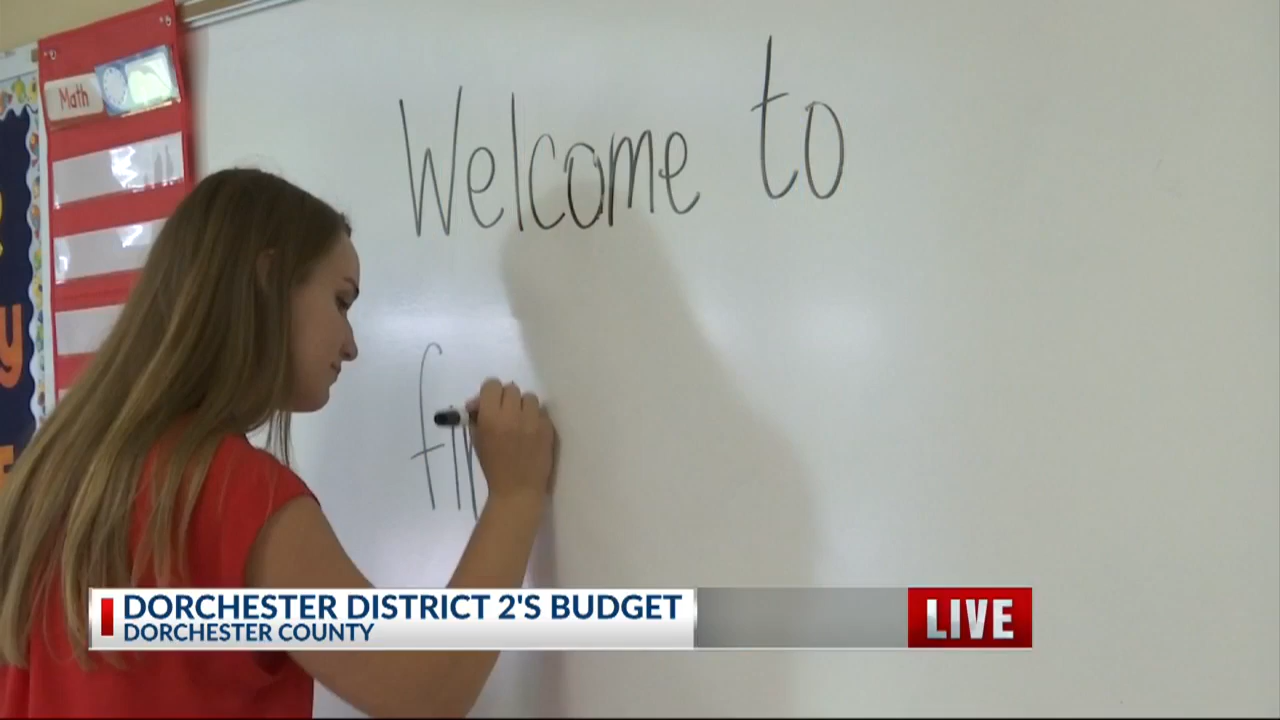 Math
Welcome to
DORCHESTER DISTRICT 2'S BUDGET
DORCHESTER COUNTY
LIVE